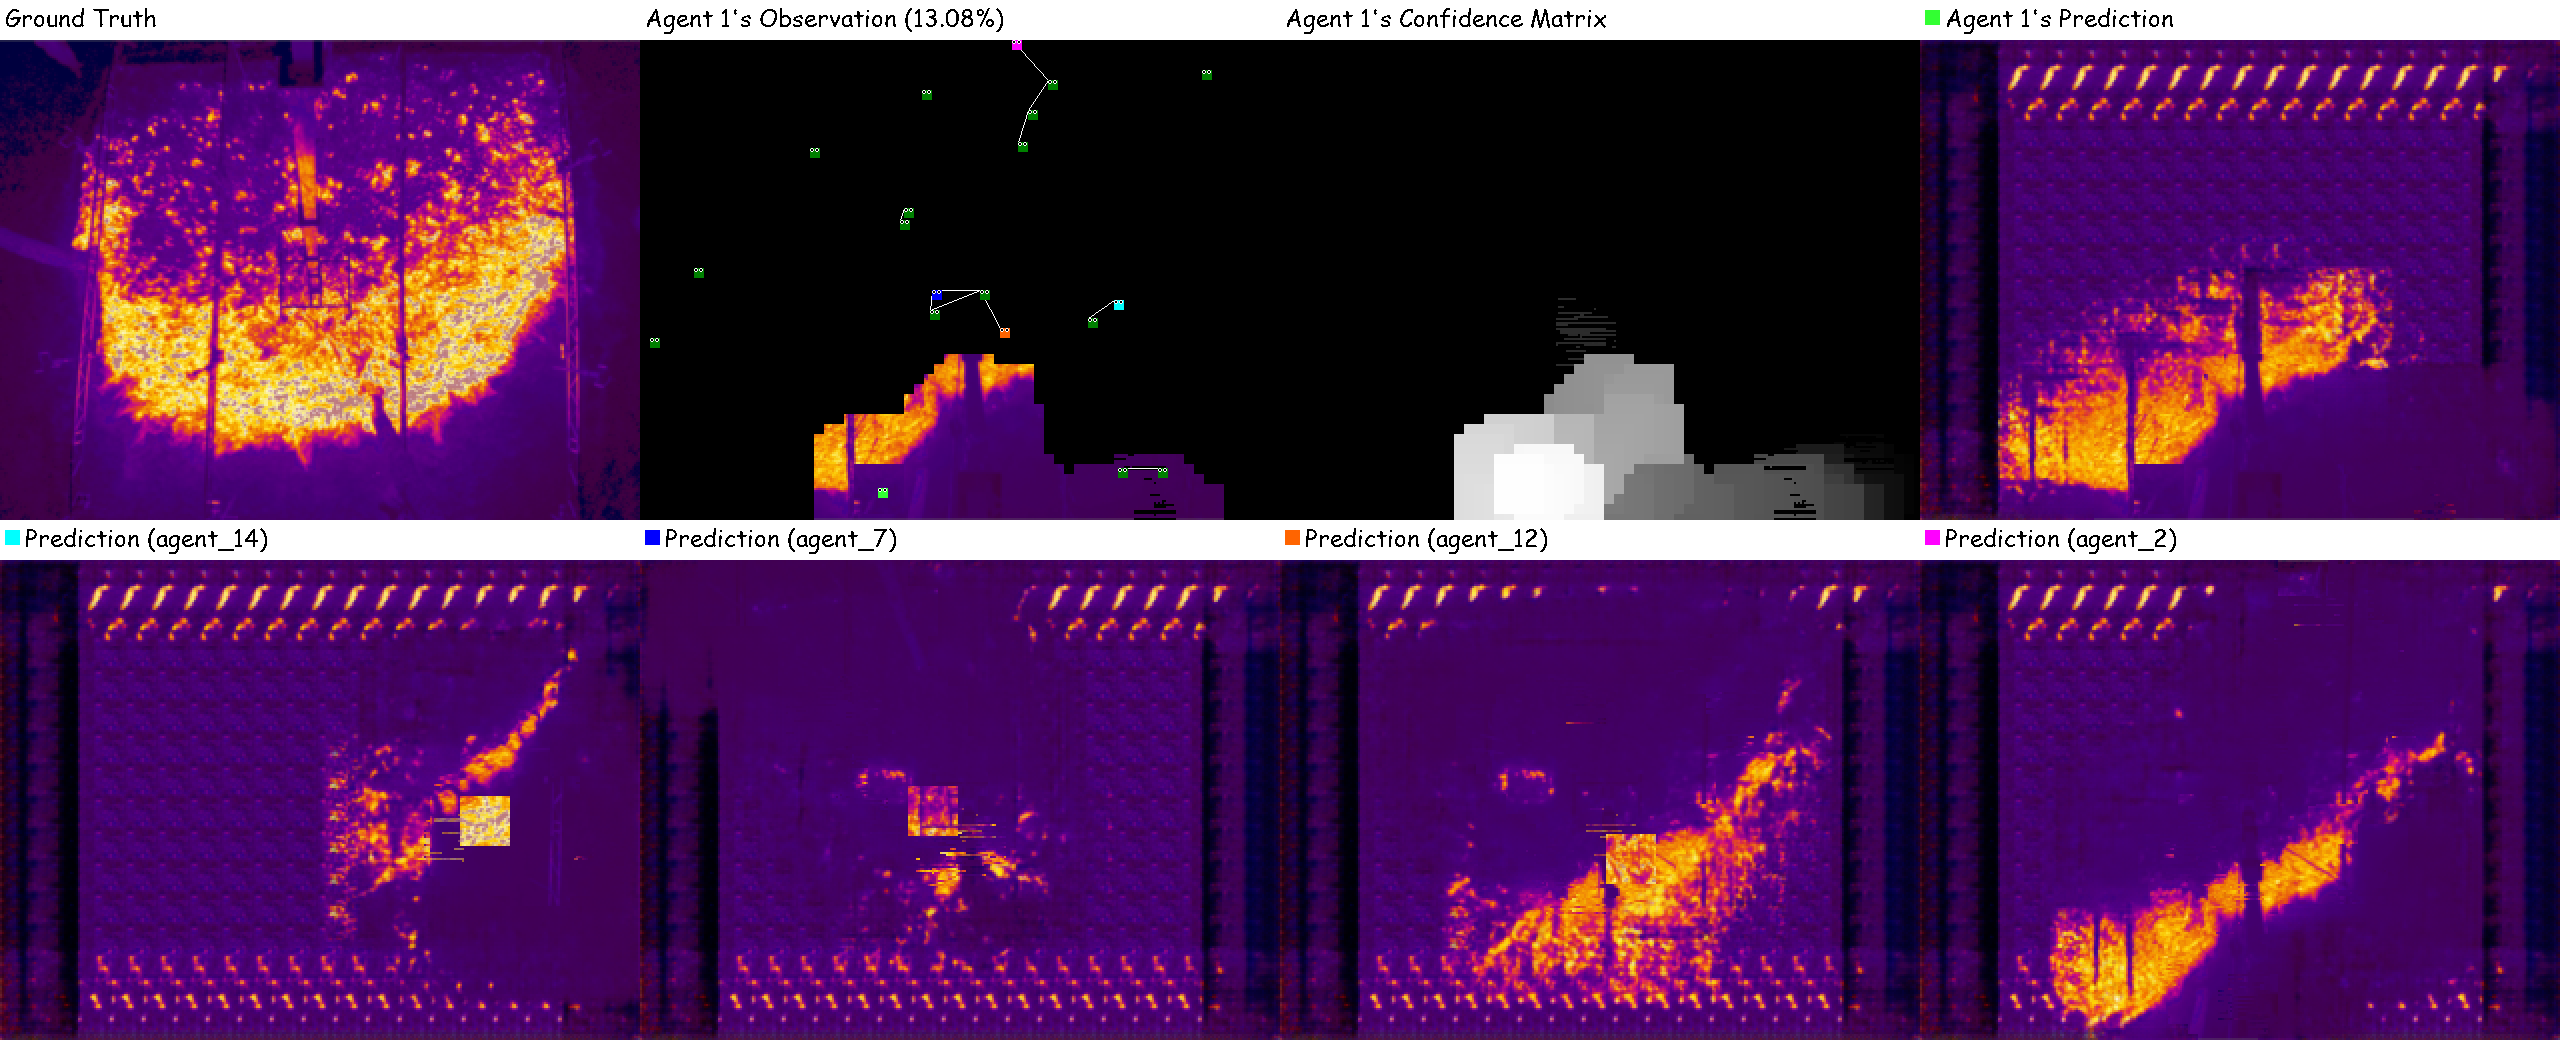 Ground Truth
Agent 1's Observation (13.08%)
Agent 1's Confidence Matrix
Agent 1's Prediction
Prediction (agent_14)
Prediction (agent_7)
Prediction (agent_12)
Prediction (agent_2)